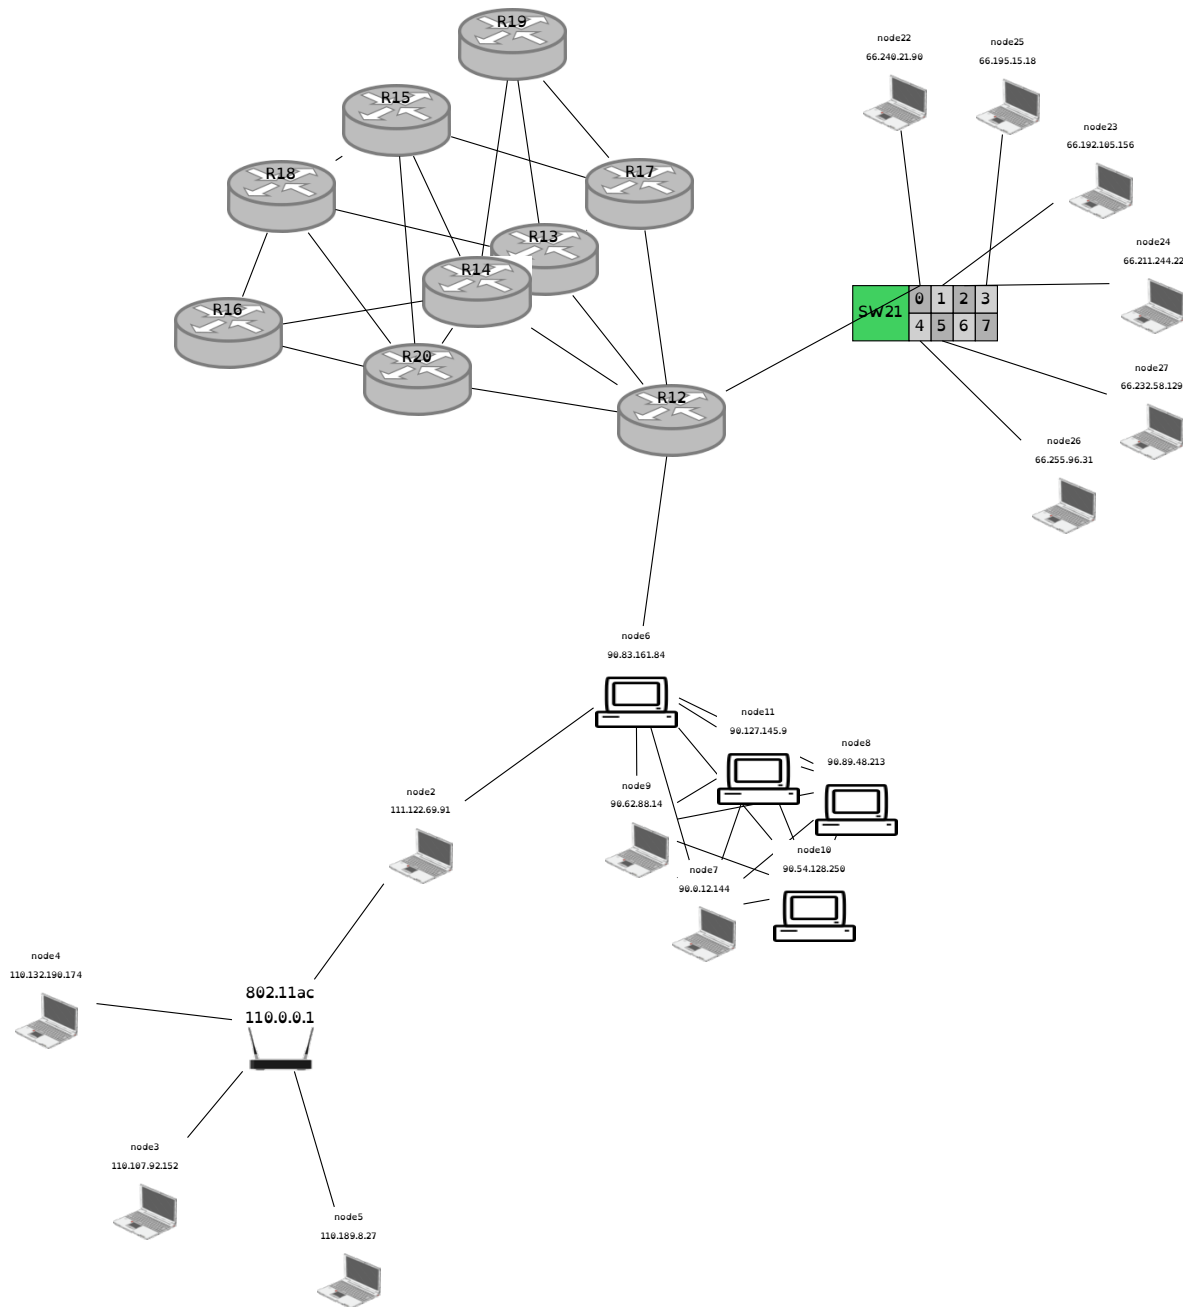 R19
node22
66.240.21.90
node25
66.195.15.18
R15
node23
66.192.105.156
R18
R17
R13
node24
66.211.244.22
R14
SW21
0 1 2 3
4 5 6 7
R16
R20
node27
66.232.58.129
R12
node26
66.255.96.31
node6
90.83.161.84
node11
90.127.145.9
node8
90.89.48.213
node9
90.62.88.14
node2
111.122.69.91
node10
90.54.128.250
node7
90.0.12.144
node4
110.132.190.174
802.11ac
110.0.0.1
node3
110.107.92.152
node5
110.189.8.27